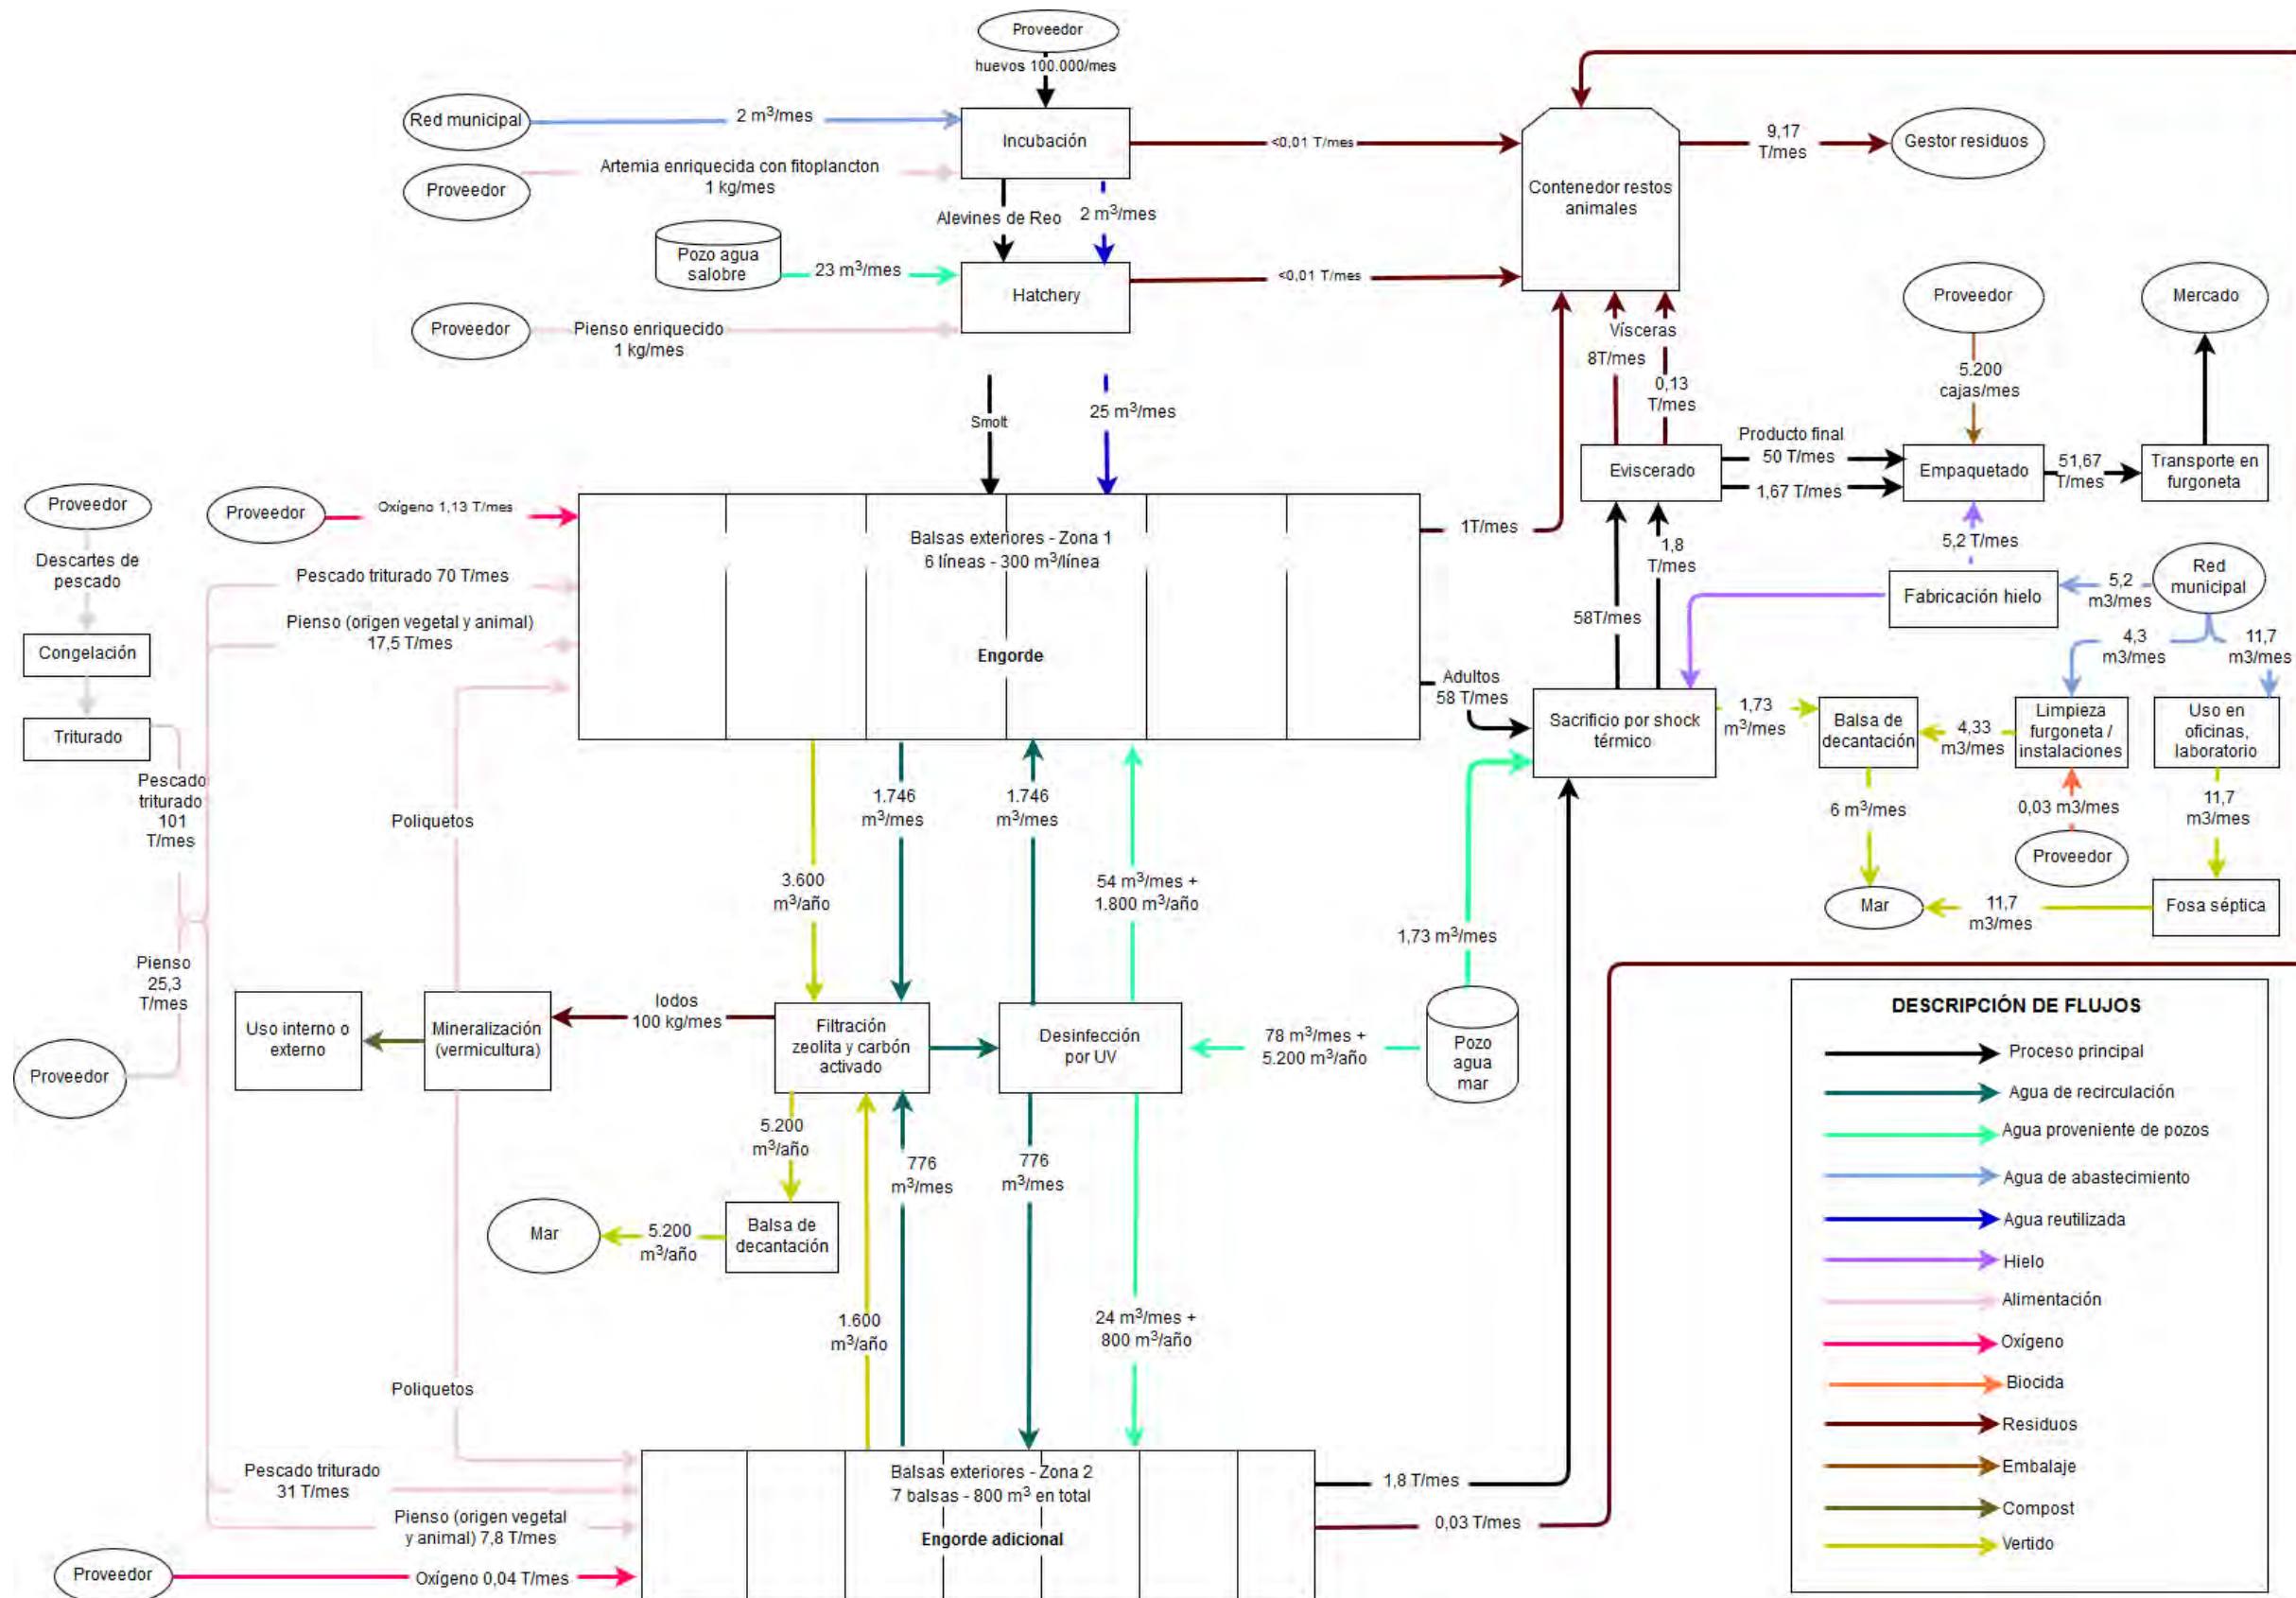 Proveedor
huevos 100.000/mes
Red municipal
2 m³/mes
Incubación
<0,01 T/mes
9,17
T/mes
Gestor residuos
Proveedor
Artemia enriquecida con fitoplancton
1 kg/mes
Contenedor restos
animales
Alevines de Reo
2 m³/mes
Pozo agua
salobre
23 m³/mes
Hatchery
<0,01 T/mes
Proveedor
Pienso enriquecido
1 kg/mes
Proveedor
Mercado
Vísceras
8T/mes
0,13
T/mes
5.200
cajas/mes
Smolt
25 m³/mes
Eviscerado
Producto final
50 T/mes
1,67 T/mes
Empaquetado
51,67
T/mes
Transporte en
furgoneta
Proveedor
Proveedor
Oxígeno 1,13 T/mes
Balsas exteriores - Zona 1
6 líneas - 300 m³/línea
Engorde
1T/mes
Descartes de
pescado
Pescado triturado 70 T/mes
Pienso (origen vegetal y animal)
17,5 T/mes
Congelación
Triturado
58T/mes
1,8
T/mes
5,2 T/mes
Fabricación hielo
5,2
m3/mes
Red
municipal
4,3
m3/mes
11,7
m3/mes
Adultos
58 T/mes
Sacrificio por shock
térmico
1,73
m³/mes
Balsa de
decantación
4,33
m3/mes
Limpieza
furgoneta /
instalaciones
Uso en
oficinas,
laboratorio
Pescado
triturado
101
T/mes
Poliquetos
1.746
m³/mes
1.746
m³/mes
6 m³/mes
0,03 m3/mes
11,7
m3/mes
Proveedor
3.600
m³/año
54 m³/mes +
1.800 m³/año
1,73 m³/mes
Mar
11,7
m3/mes
Fosa séptica
Pienso
25,3
T/mes
Proveedor
Uso interno o
externo
Mineralización
(vermicultura)
lodos
100 kg/mes
Filtración
zeolita y carbón
activado
Desinfección
por UV
78 m³/mes +
5.200 m³/año
Pozo
agua
mar
5.200
m³/año
776
m³/mes
776
m³/mes
Mar
5.200
m³/año
Balsa de
decantación
1.600
m³/año
24 m³/mes +
800 m³/año
Poliquetos
Pescado triturado
31 T/mes
Pienso (origen vegetal
y animal) 7,8 T/mes
Proveedor
Oxígeno 0,04 T/mes
Balsas exteriores - Zona 2
7 balsas - 800 m³ en total
Engorde adicional
1,8 T/mes
0,03 T/mes
DESCRIPCIÓN DE FLUJOS
Proceso principal
Agua de recirculación
Agua proveniente de pozos
Agua de abastecimiento
Agua reutilizada
Hielo
Alimentación
Oxígeno
Biocida
Residuos
Embalaje
Compost
Vertido